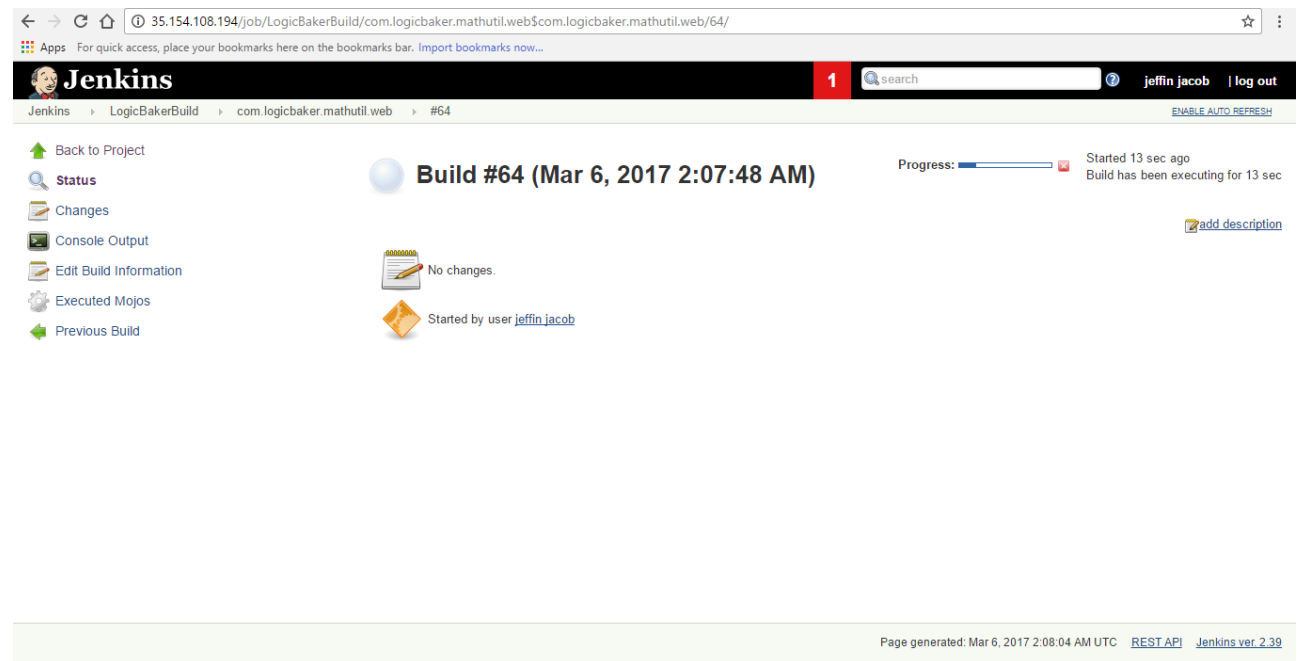 35.154.108.194/job/LogicBakerBuild/com.logicbaker.mathutil.web$com.logicbaker.mathutil.web/64/
Apps For quick access, place your bookmarks here on the bookmarks bar. Import bookmarks now...
Jenkins 1 search ? jeffin jacob | log out
Jenkins LogicBakerBuild com.logicbaker.mathutil.web #64 ENABLE AUTO REFRESH
Back to Project
Status
Changes
Console Output
Edit Build Information
Executed Mojos
Previous Build
Build #64 (Mar 6, 2017 2:07:48 AM)
Progress:
Started 13 sec ago
Build has been executing for 13 sec
add description
No changes.
Started by user jeffin jacob
Page generated: Mar 6, 2017 2:08:04 AM UTC REST API Jenkins ver. 2.39